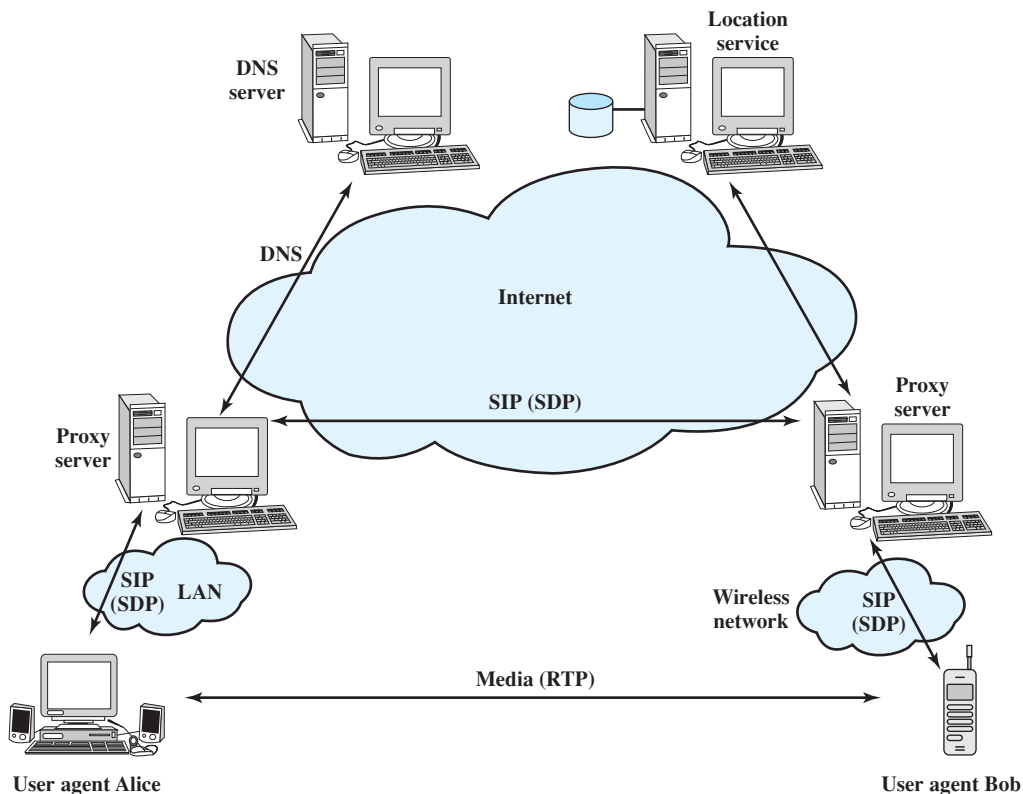 Location
service
DNS
server
DNS
Internet
SIP (SDP)
Proxy
server
Proxy
server
SIP
(SDP)
LAN
Wireless
network
SIP
(SDP)
Media (RTP)
User agent Alice
User agent Bob